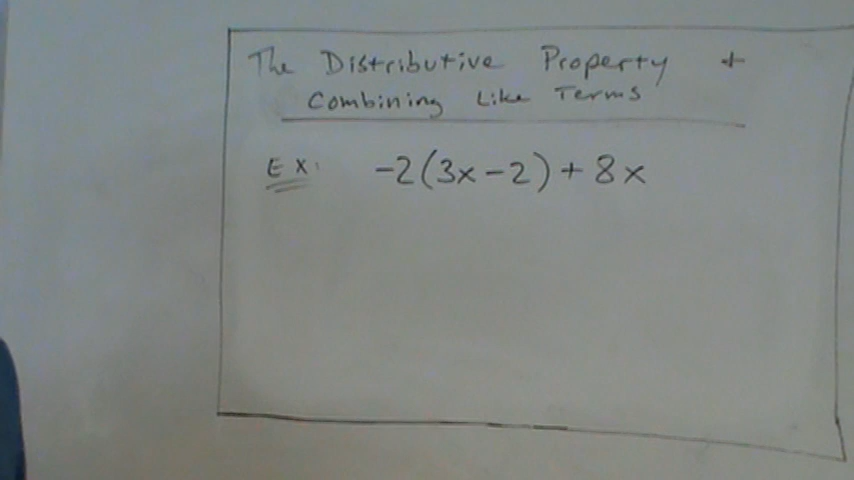 The Distributive Property +
Combining Like Terms
Ex: -2(3x-2)+8x